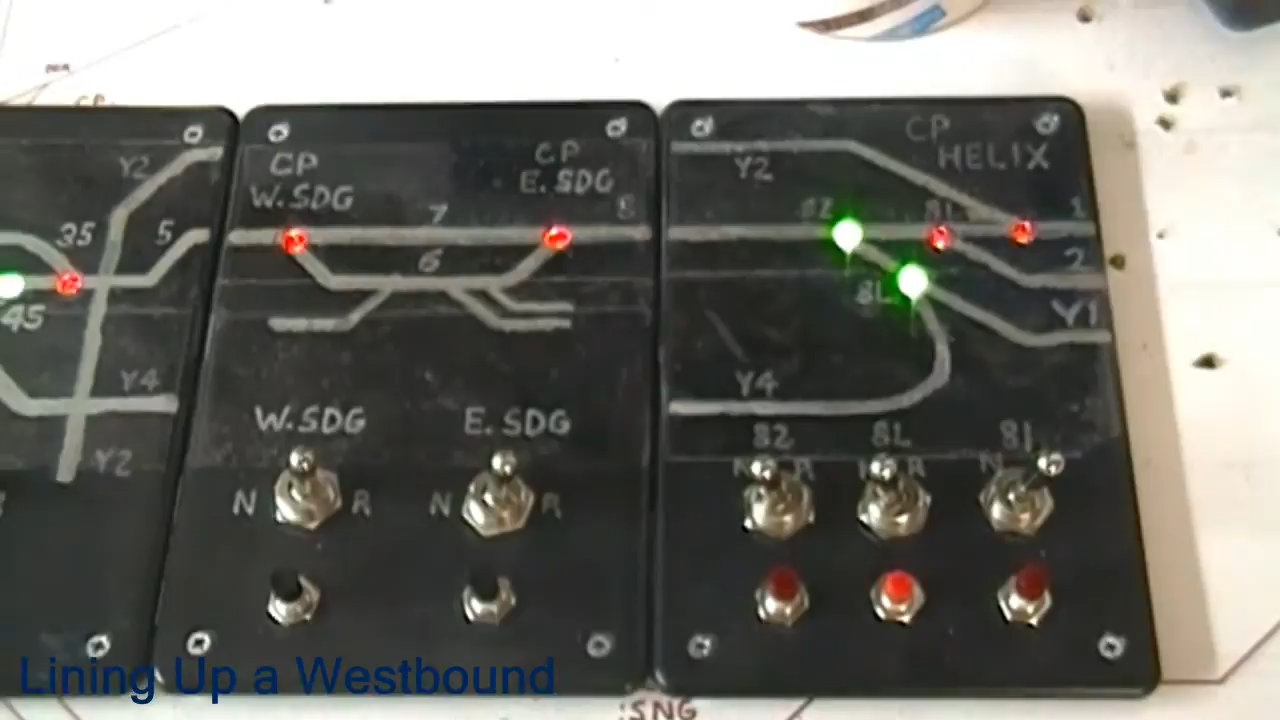 Y2
35
5
45
Y4
Y2
CP
W.SDG
CP
E.SDG
7
8
6
W.SDG
E.SDG
N
R
N
R
CP
HELIX
Y2
82
81
1
2
8L
Y1
Y4
82
8L
81
N
R
N
R
N
Lining Up a Westbound
:SNG